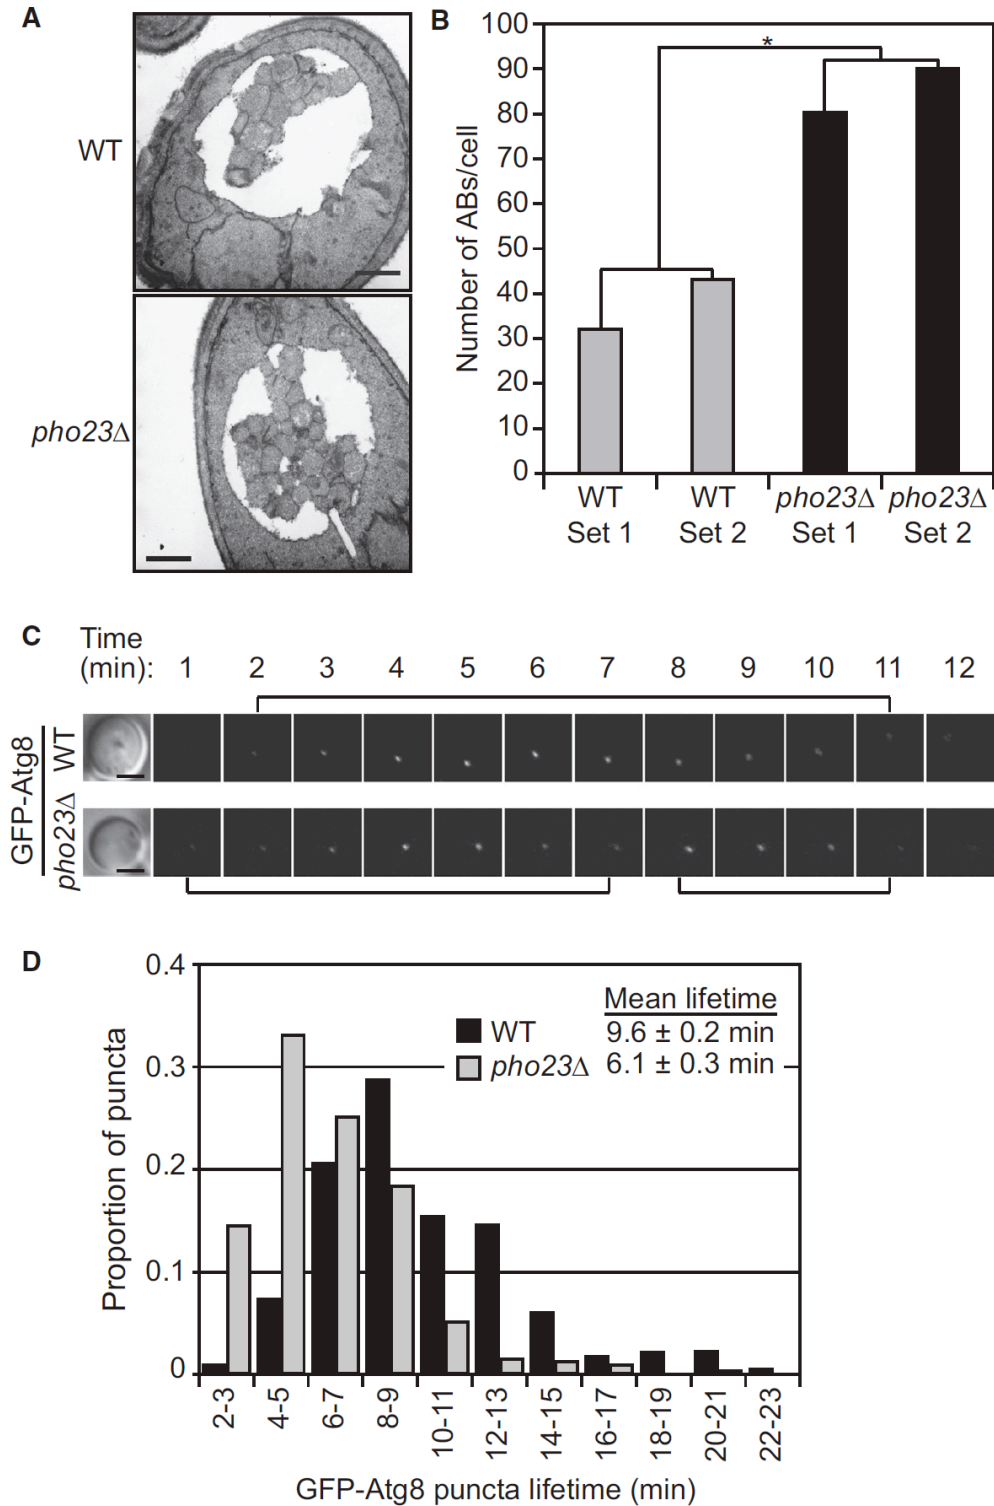 A
WT
pho23Δ
B
Number of ABs/cell
100
90
80
70
60
50
40
30
20
10
0
*
WT WT pho23Δ pho23Δ
Set 1 Set 2 Set 1 Set 2
C
Time
(min): 1 2 3 4 5 6 7 8 9 10 11 12
GFP-Atg8
WT
pho23Δ
D
Proportion of puncta
0.4
0.3
0.2
0.1
0
Mean lifetime
WT 9.6 ± 0.2 min
pho23Δ 6.1 ± 0.3 min
2-3 4-5 6-7 8-9 10-11 12-13 14-15 16-17 18-19 20-21 22-23
GFP-Atg8 puncta lifetime (min)